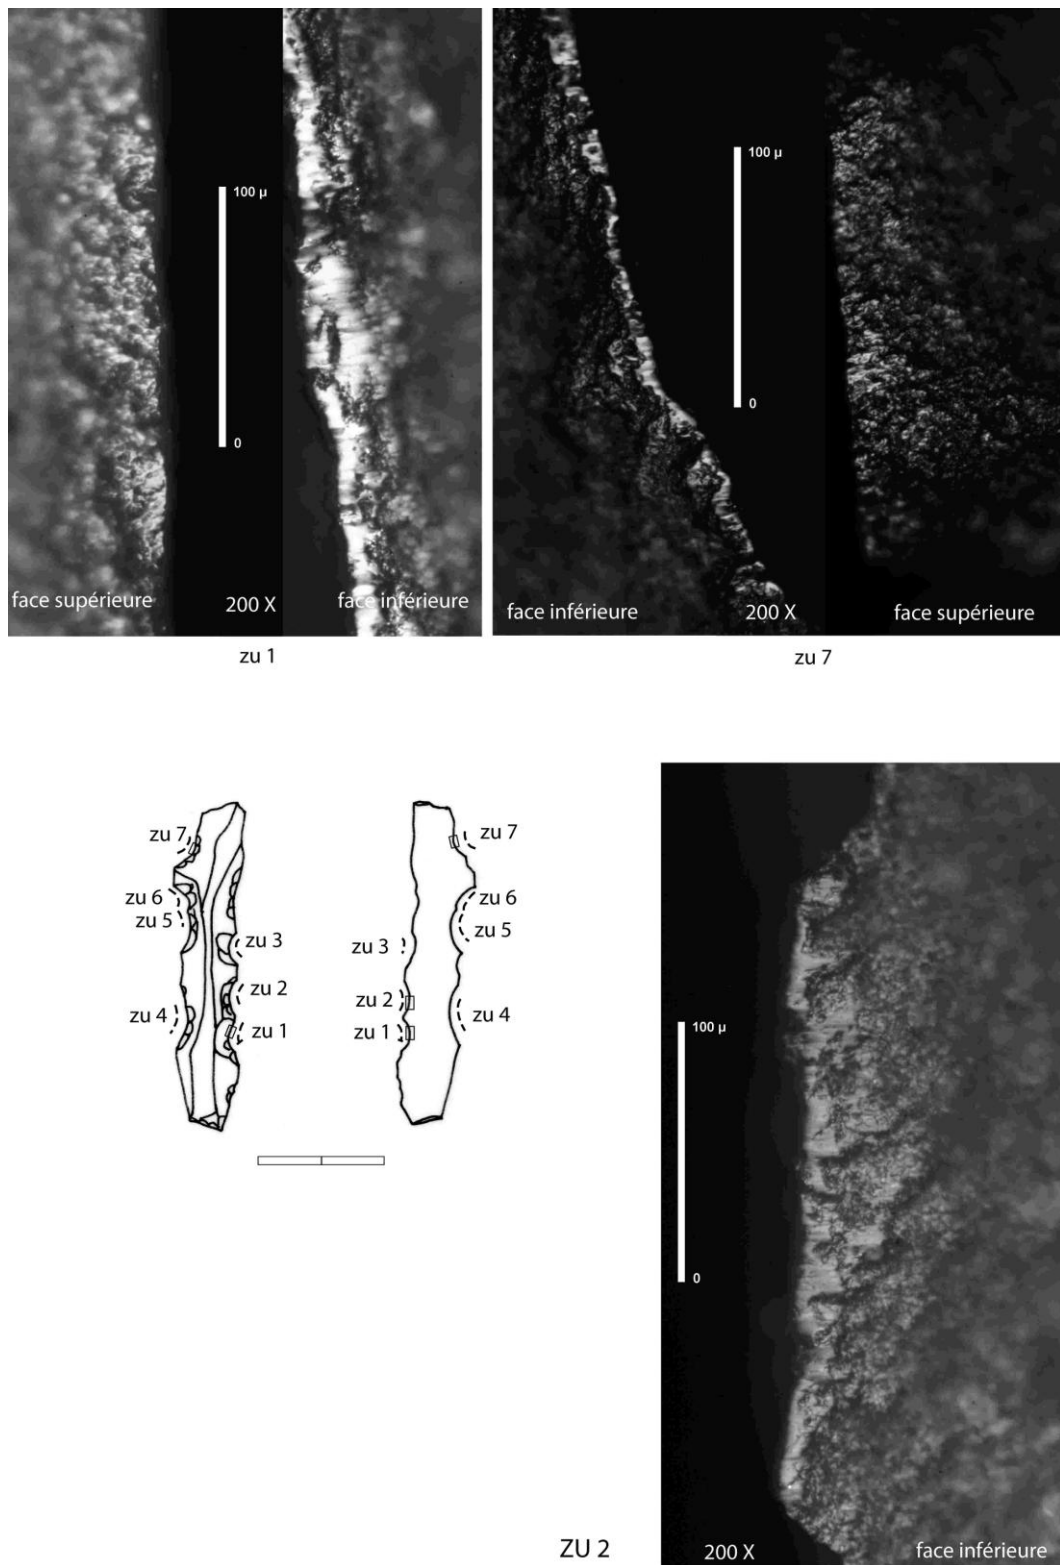 100 µ
0
face supérieure
200 X
face inférieure
zu 1
100 µ
0
face inférieure
200 X
face supérieure
zu 7
zu 7
zu 6
zu 5
zu 3
zu 2
zu 4
zu 1
zu 7
zu 6
zu 5
zu 3
zu 2
zu 4
zu 1
100 µ
0
ZU 2
200 X
face inférieure